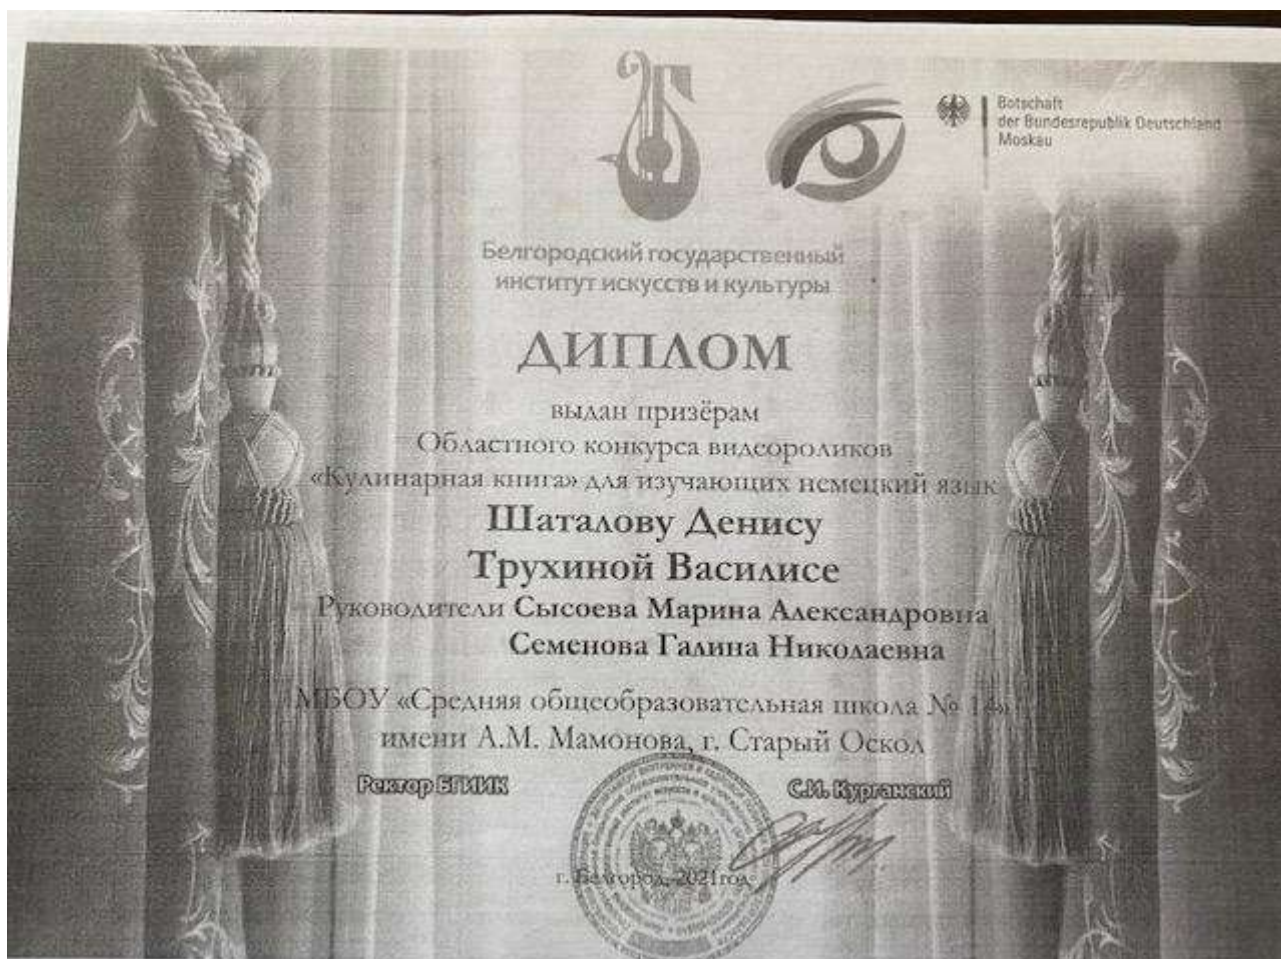 Botschaft
der Bundesrepublik Deutschland
Moskau
Белгородский государственный
институт искусств и культуры
ДИПЛОМ
выдан призёрам
Областного конкурса видеороликов
«Кулинарная книга» для изучающих немецкий язык
Шаталову Денису
Трухиной Василисе
Руководители Сысоева Марина Александровна
Семенова Галина Николаевна
МБОУ «Средняя общеобразовательная школа № 14»
имени А.М. Мамонова, г. Старый Оскол
Ректор БГИИК
С.И. Курганский
г. Белгород, 2021год